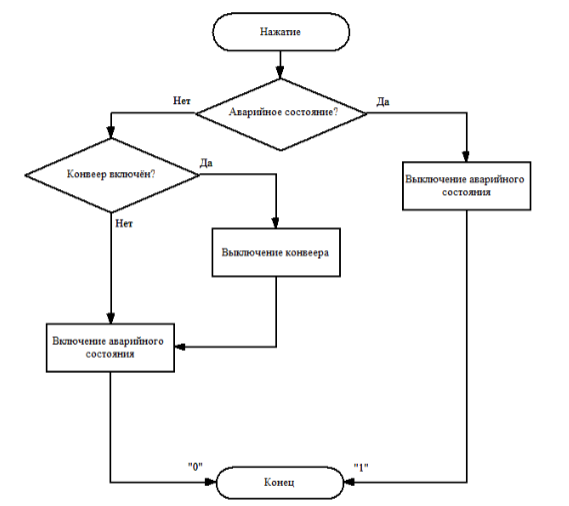 Нажатие
Нет
Аварийное состояние?
Да
Конвеер включён?
Да
Выключение аварийного
состояния
Нет
Выключение конвеера
Включение аварийного
состояния
"0"
Конец
"1"